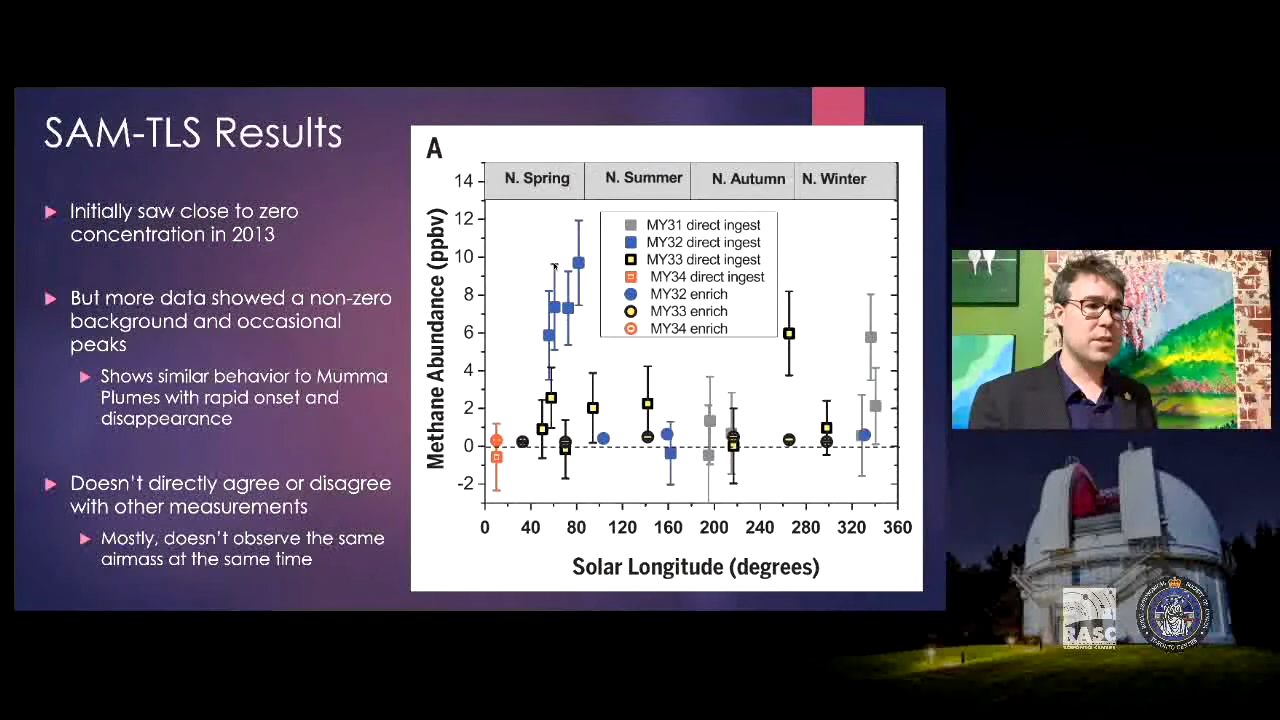 SAM-TLS Results
Initially saw close to zero
concentration in 2013
But more data showed a non-zero
background and occasional
peaks
Shows similar behavior to Mumma
Plumes with rapid onset and
disappearance
Doesn't directly agree or disagree
with other measurements
Mostly, doesn't observe the same
airmass at the same time
A
N. Spring N. Summer N. Autumn N. Winter
Methane Abundance (ppbv)
14
12
10
8
6
4
2
0
-2
MY31 direct ingest
MY32 direct ingest
MY33 direct ingest
MY34 direct ingest
MY32 enrich
MY33 enrich
MY34 enrich
0 40 80 120 160 200 240 280 320 360
Solar Longitude (degrees)
RASC
TORONTO CENTRE